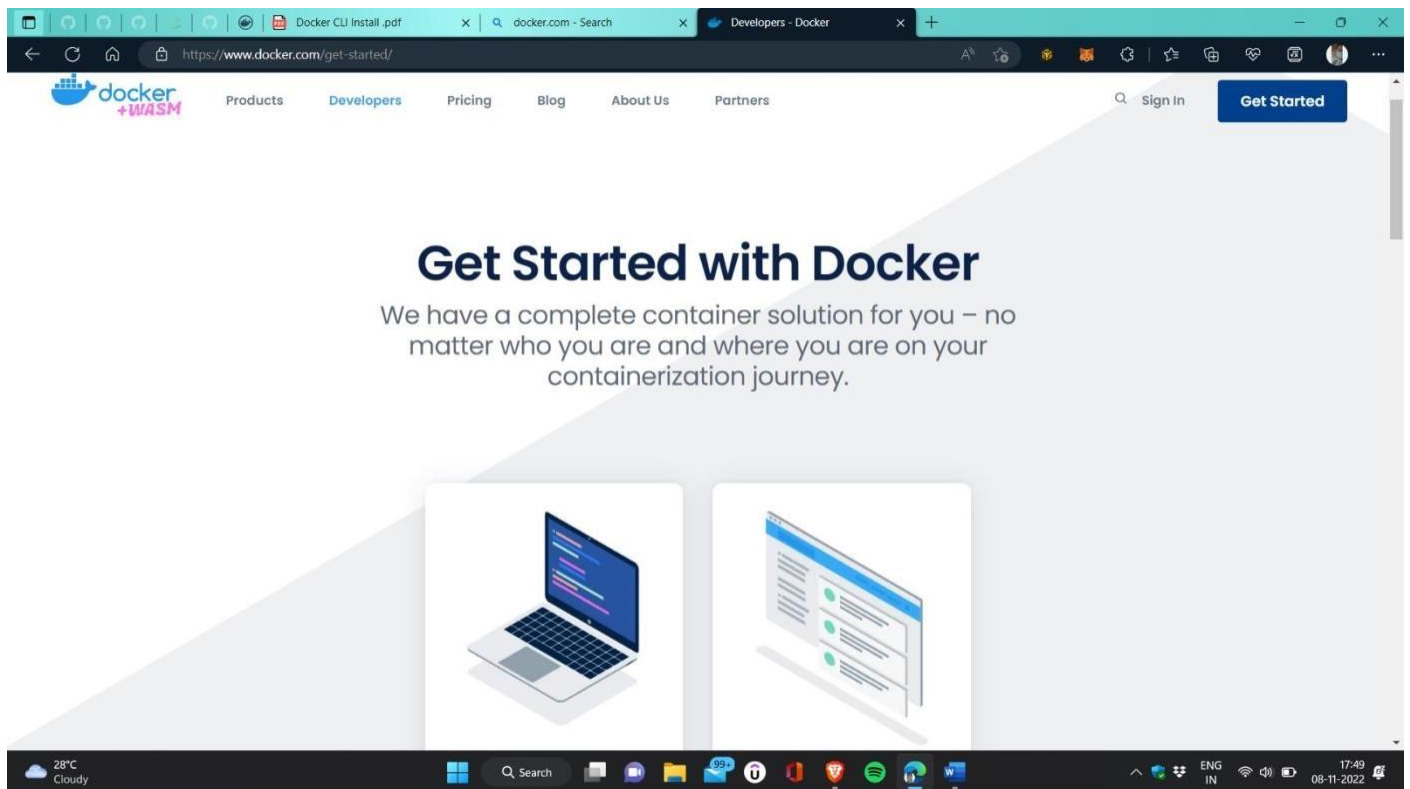 Docker CLI Install .pdf
docker.com - Search
Developers - Docker
https://www.docker.com/get-started/
docker
+WASM
Products
Developers
Pricing
Blog
About Us
Partners
Sign In
Get Started
Get Started with Docker
We have a complete container solution for you – no
matter who you are and where you are on your
containerization journey.
28°C
Cloudy
Search
99+
ENG
IN
17:49
08-11-2022